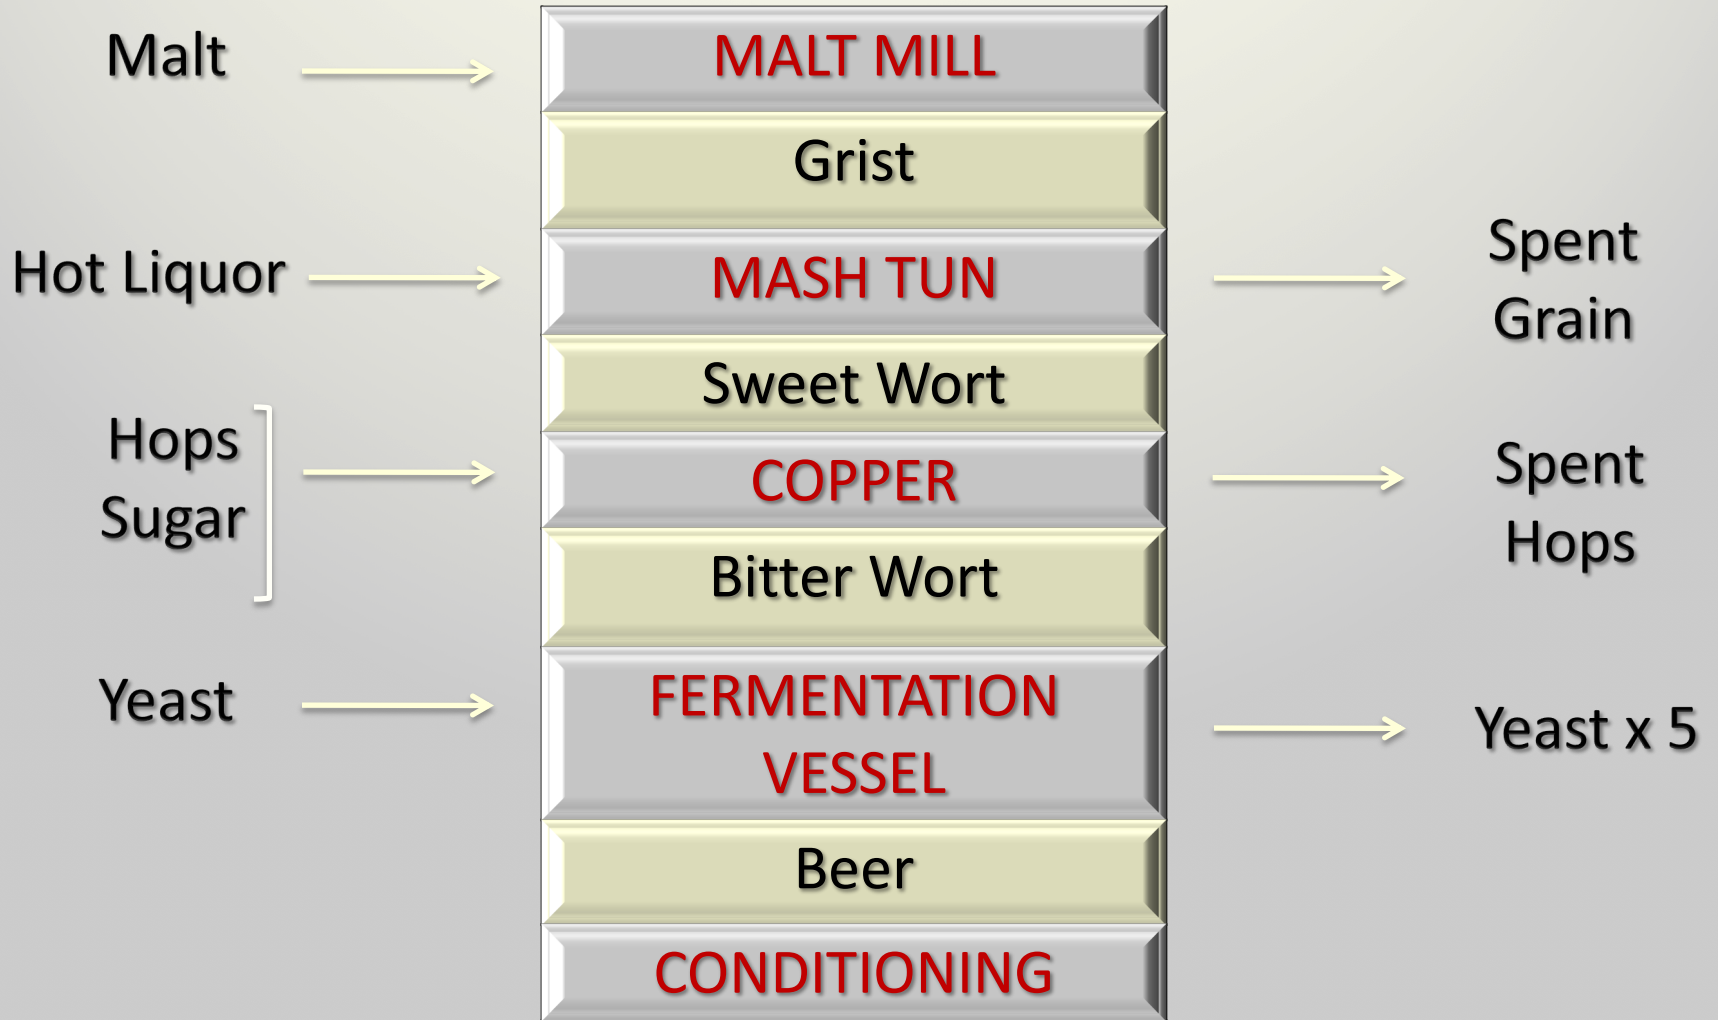 Malt
MALT MILL
Grist
Hot Liquor
MASH TUN
Spent
Grain
Sweet Wort
Hops
Sugar
COPPER
Spent
Hops
Bitter Wort
Yeast
FERMENTATION
VESSEL
Yeast x 5
Beer
CONDITIONING